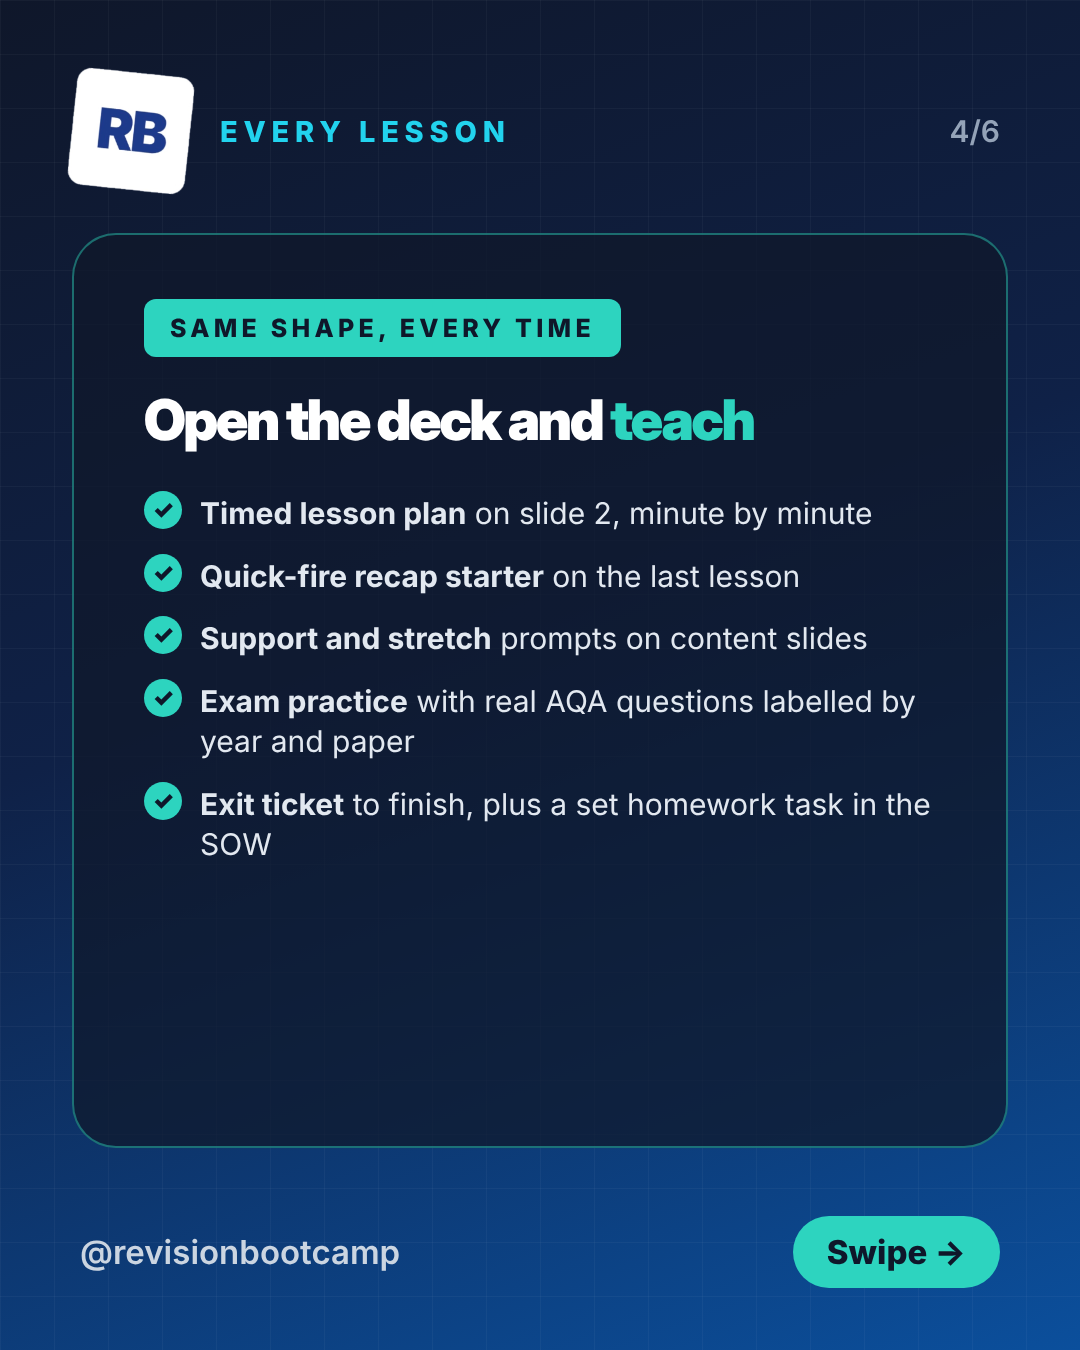 RB
EVERY LESSON
4/6
SAME SHAPE, EVERY TIME
Open the deck and teach
Timed lesson plan on slide 2, minute by minute
Quick-fire recap starter on the last lesson
Support and stretch prompts on content slides
Exam practice with real AQA questions labelled by
year and paper
Exit ticket to finish, plus a set homework task in the
SOW
@revisionbootcamp
Swipe →